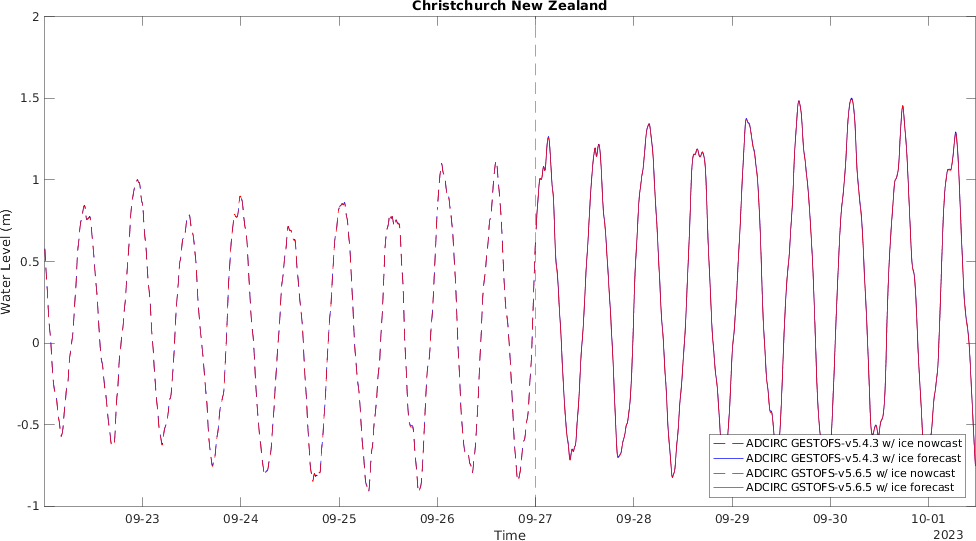 Christchurch New Zealand
2
1.5
1
0.5
0
-0.5
-1
Water Level (m)
09-23
09-24
09-25
09-26
09-27
09-28
09-29
09-30
10-01
Time
2023
ADCIRC GESTOFS-v5.4.3 w/ ice nowcast
ADCIRC GESTOFS-v5.4.3 w/ ice forecast
ADCIRC GSTOFS-v5.6.5 w/ ice nowcast
ADCIRC GSTOFS-v5.6.5 w/ ice forecast